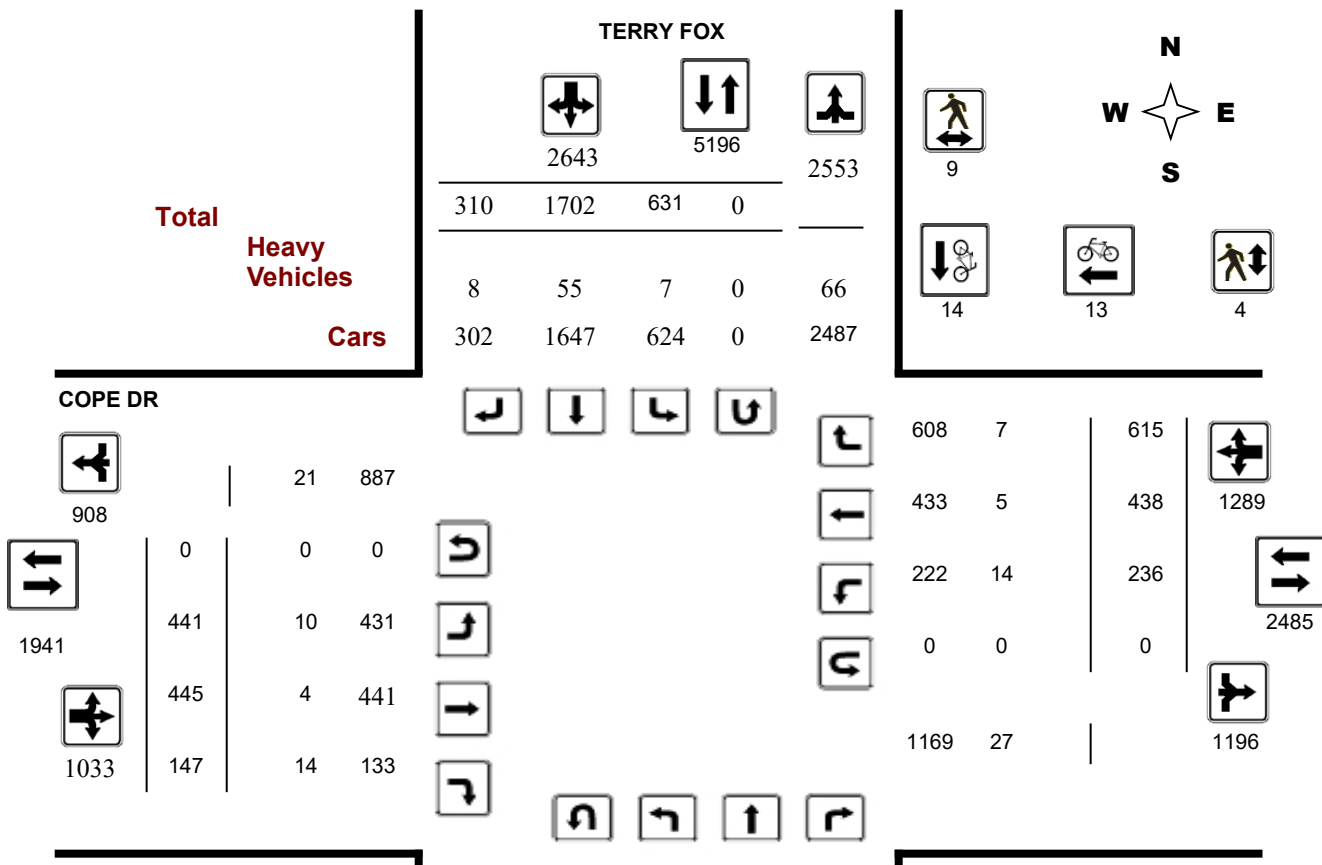 TERRY FOX
N
W E
S
2643 5196 2553 9
310 1702 631 0
Total
Heavy
Vehicles
8 55 7 0 66
14 13 4
Cars 302 1647 624 0 2487
COPE DR
608 7 615
21 887
908
433 5 438 1289
0 0 0
222 14 236
441 10 431
2485
1941
0 0 0
445 4 441
1169 27 1196
1033 147 14 133